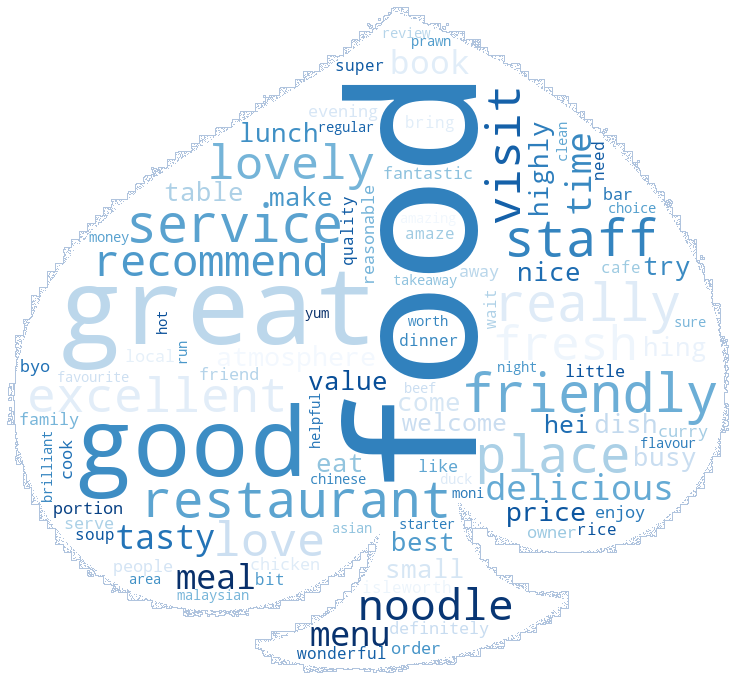 review
prawn
super
book
evening
bring
regular
lunch
food
visit
highly
time
clean
need
lovely
fantastic
table
make
quality
reasonable
amazing
amaze
bar
choice
service
staff
money
recommend
takeaway
away
nice
cafe
try
great
yum
hot
run
worth
dinner
wait
really
sure
local
atmosphere
fresh
hing
byo
favourite
friend
value
beef
night
little
excellent
helpful
come
friendly
family
good
welcome
hei
dish
curry
flavour
brilliant
cook
eat
chinese
like
duck
place
busy
portion
restaurant
moni
delicious
serve
soup
tasty
love
asian
starter
price
enjoy
owner
rice
people
area
meal
bit
chicken
best
small
malaysian
isleworth
noodle
menu
definitely
wonderful
order